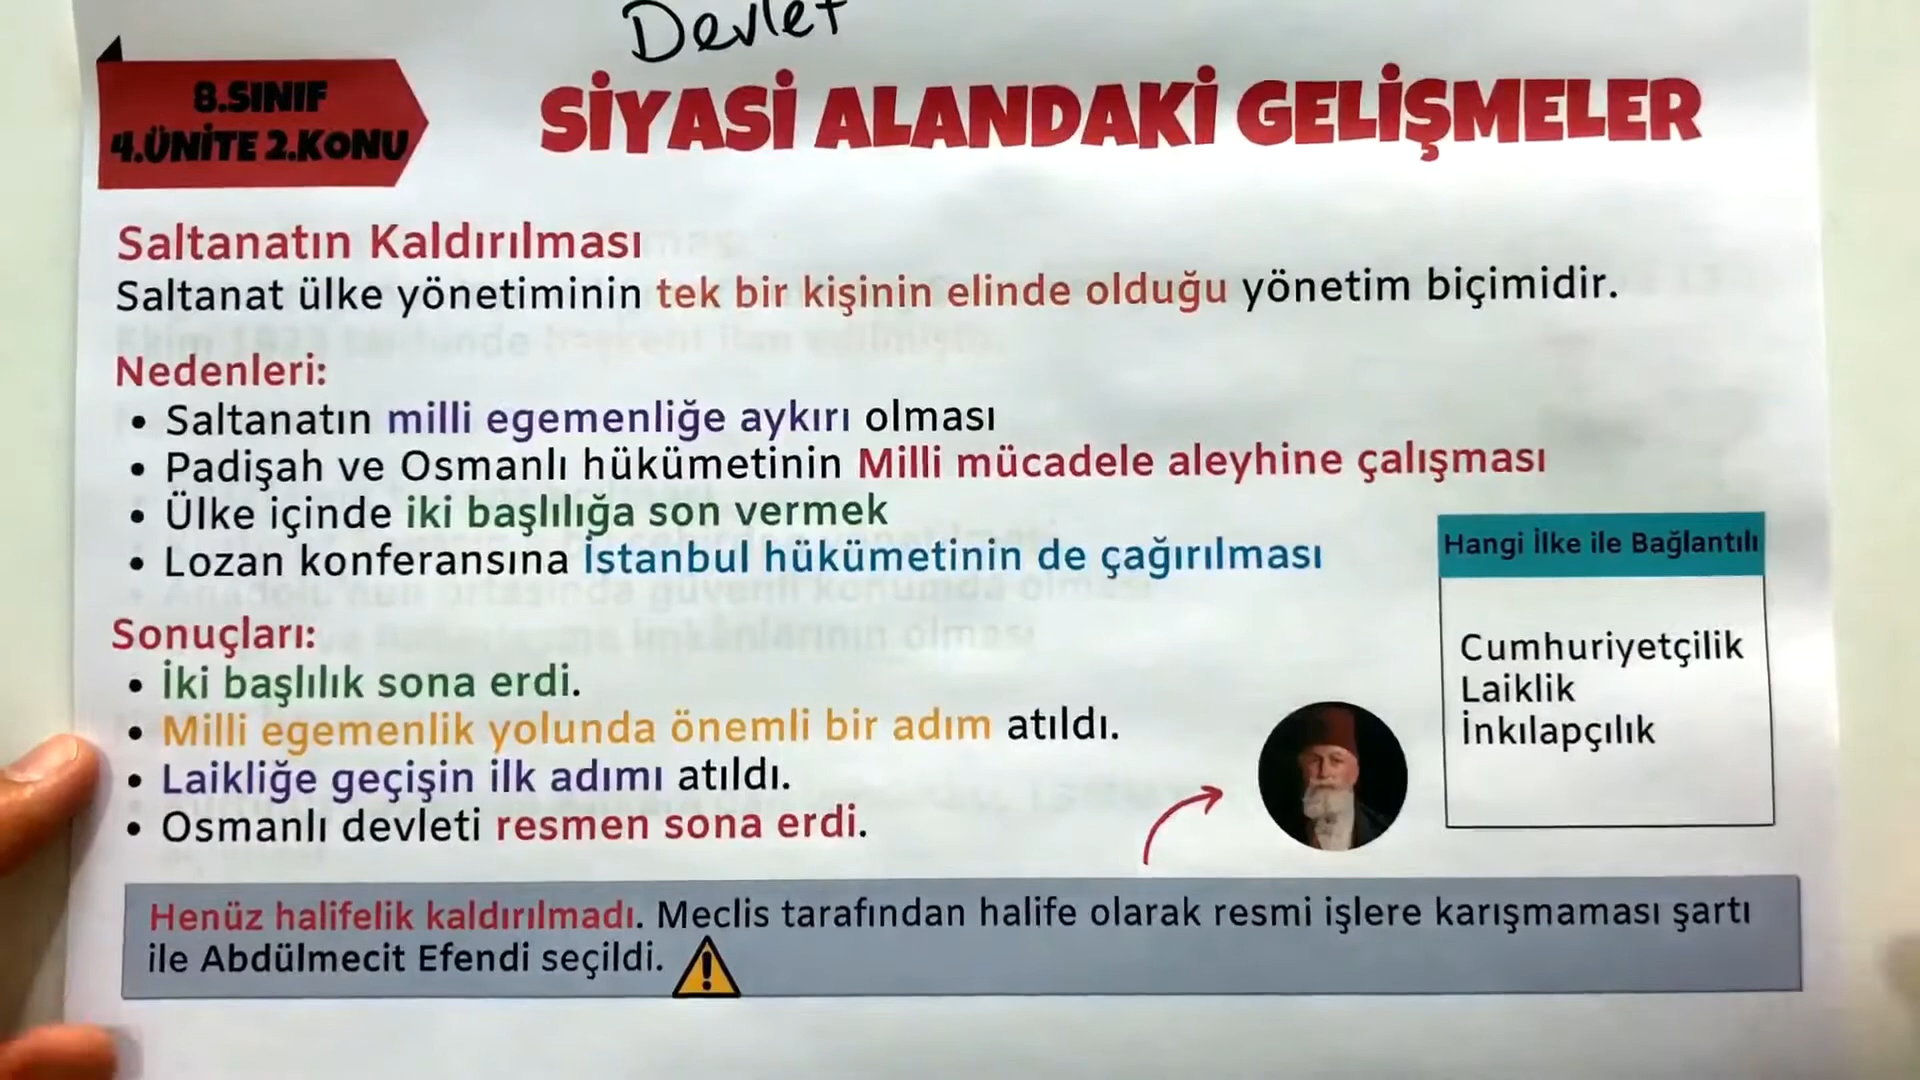 Devlet
8.SINIF
4.ÜNİTE 2.KONU
SİYASİ ALANDAKİ GELİŞMELER
Saltanatın Kaldırılması
Saltanat ülke yönetiminin tek bir kişinin elinde olduğu yönetim biçimidir.
Nedenleri:
• Saltanatın milli egemenliğe aykırı olması
• Padişah ve Osmanlı hükümetinin Milli mücadele aleyhine çalışması
• Ülke içinde iki başlılığa son vermek
• Lozan konferansına İstanbul hükümetinin de çağırılması
Sonuçları:
• İki başlılık sona erdi.
• Milli egemenlik yolunda önemli bir adım atıldı.
• Laikliğe geçişin ilk adımı atıldı.
• Osmanlı devleti resmen sona erdi.
Hangi İlke ile Bağlantılı
Cumhuriyetçilik
Laiklik
İnkılapçılık
Henüz halifelik kaldırılmadı. Meclis tarafından halife olarak resmi işlere karışmaması şartı
ile Abdülmecit Efendi seçildi.